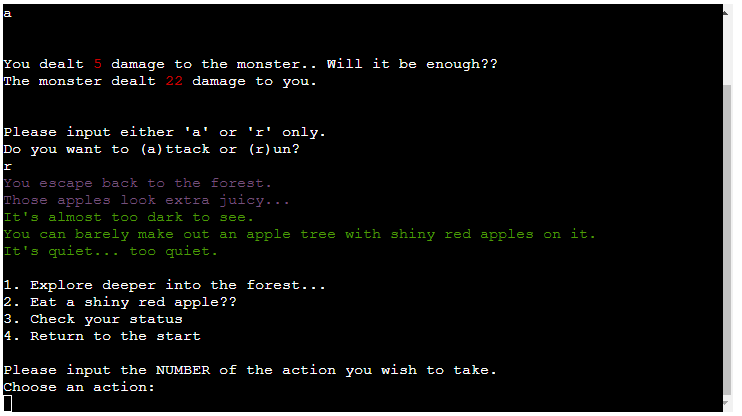 a
You dealt 5 damage to the monster.. Will it be enough??
The monster dealt 22 damage to you.
Please input either 'a' or 'r' only.
Do you want to (a)ttack or (r)un?
r
You escape back to the forest.
Those apples look extra juicy...
It's almost too dark to see.
You can barely make out an apple tree with shiny red apples on it.
It's quiet... too quiet.
1. Explore deeper into the forest...
2. Eat a shiny red apple??
3. Check your status
4. Return to the start
Please input the NUMBER of the action you wish to take.
Choose an action: